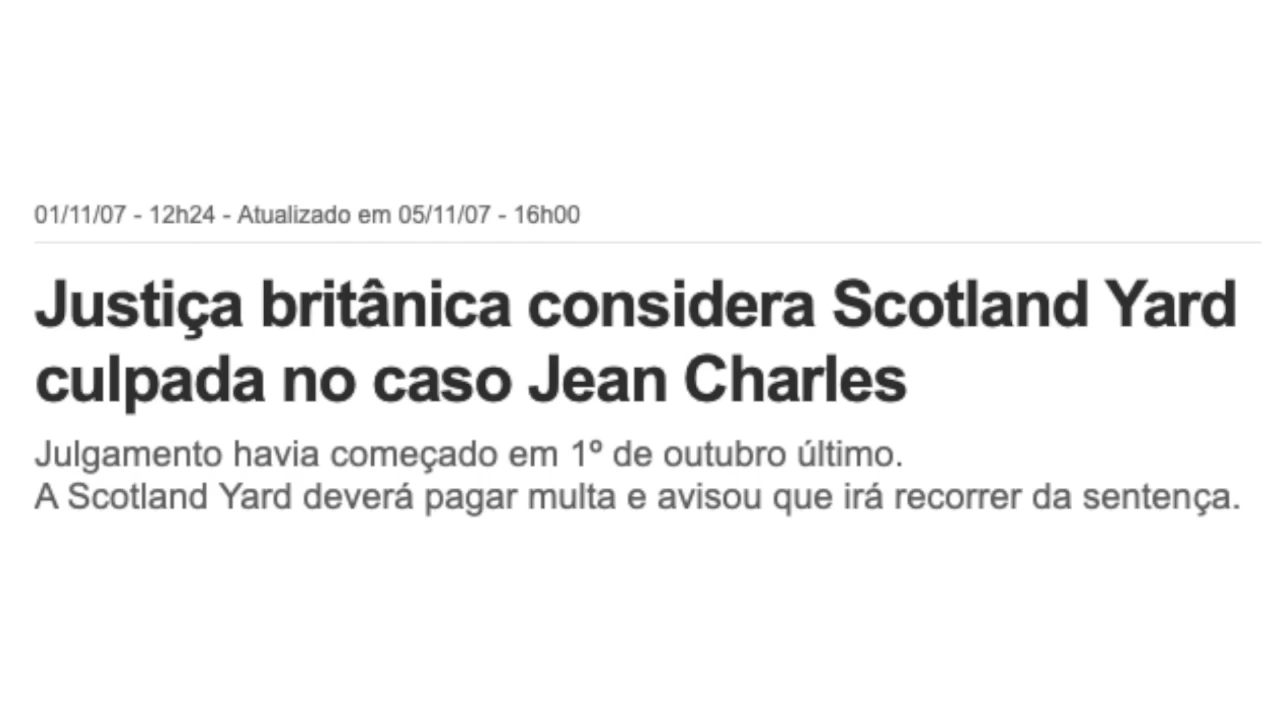 01/11/07 - 12h24 - Atualizado em 05/11/07 - 16h00
Justiça britânica considera Scotland Yard
culpada no caso Jean Charles
Julgamento havia começado em 1º de outubro último.
A Scotland Yard deverá pagar multa e avisou que irá recorrer da sentença.